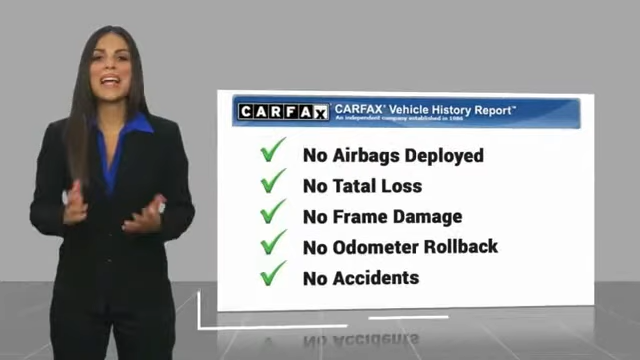 CARFAX CARFAX® Vehicle History Report™
An independent company established in 1986
No Airbags Deployed
No Tatal Loss
No Frame Damage
No Odometer Rollback
No Accidents